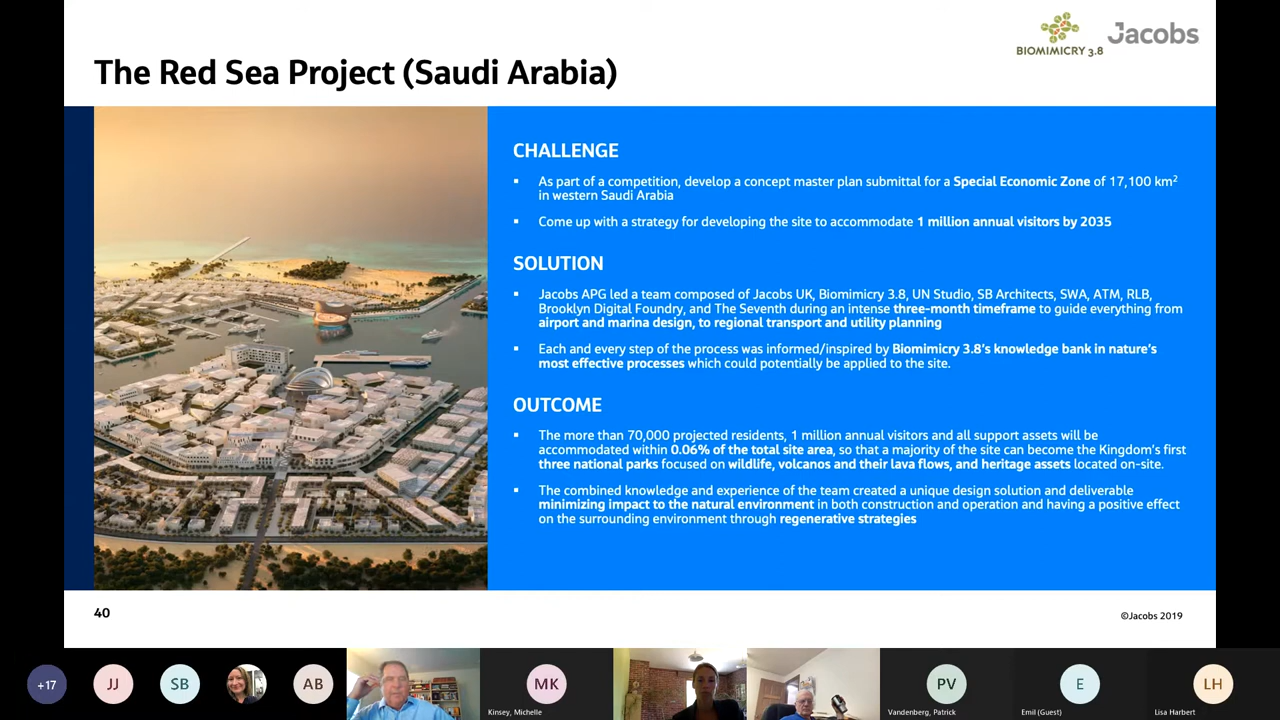 BIOMIMICRY 3.8
Jacobs
The Red Sea Project (Saudi Arabia)
CHALLENGE
▪ As part of a competition, develop a concept master plan submittal for a Special Economic Zone of 17,100 km²
in western Saudi Arabia
▪ Come up with a strategy for developing the site to accommodate 1 million annual visitors by 2035
SOLUTION
▪ Jacobs APG led a team composed of Jacobs UK, Biomimicry 3.8, UN Studio, SB Architects, SWA, ATM, RLB,
Brooklyn Digital Foundry, and The Seventh during an intense three-month timeframe to guide everything from
airport and marina design, to regional transport and utility planning
▪ Each and every step of the process was informed/inspired by Biomimicry 3.8's knowledge bank in nature's
most effective processes which could potentially be applied to the site.
OUTCOME
▪ The more than 70,000 projected residents, 1 million annual visitors and all support assets will be
accommodated within 0.06% of the total site area, so that a majority of the site can become the Kingdom's first
three national parks focused on wildlife, volcanos and their lava flows, and heritage assets located on-site.
▪ The combined knowledge and experience of the team created a unique design solution and deliverable
minimizing impact to the natural environment in both construction and operation and having a positive effect
on the surrounding environment through regenerative strategies
40
©Jacobs 2019
+17
JJ
SB
AB
MK
Kinsey, Michelle
PV
Vandenberg, Patrick
E
Emil (Guest)
LH
Lisa Harbert